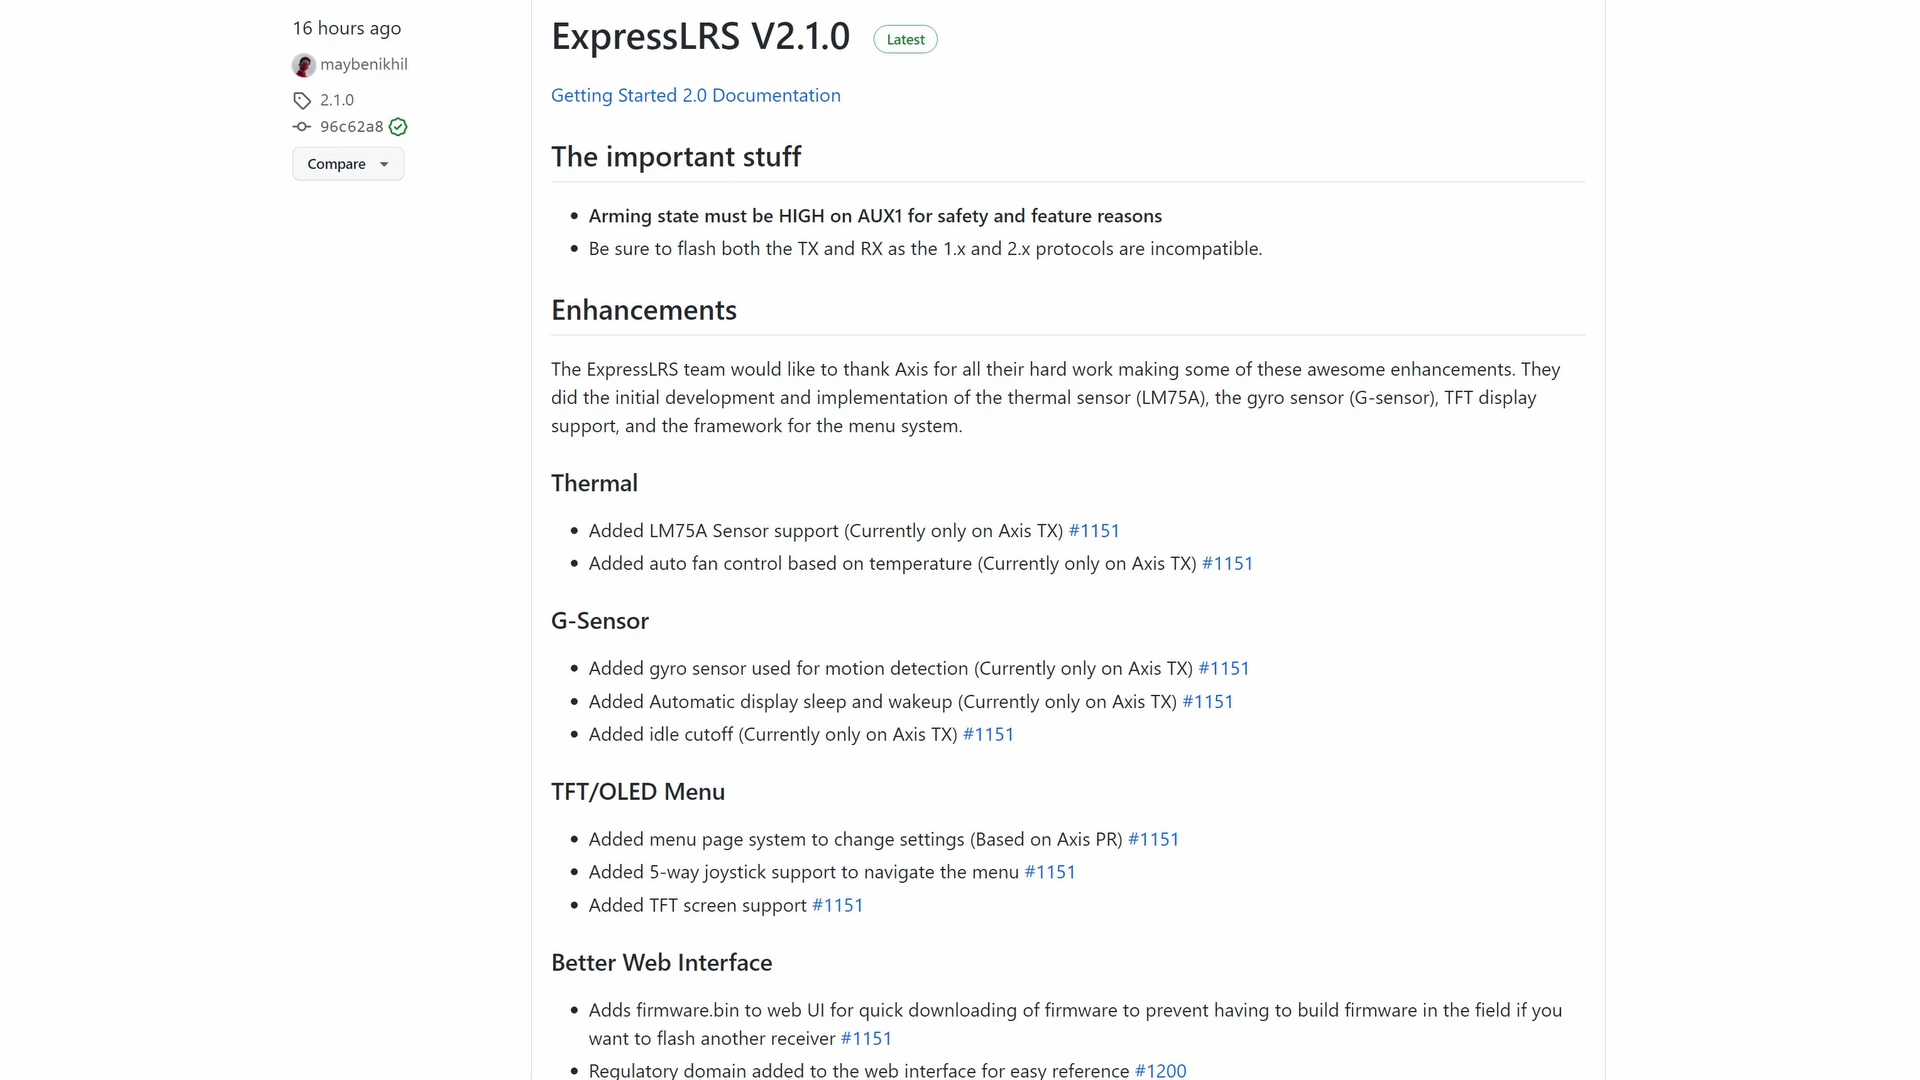 16 hours ago
maybenikhil
2.1.0
96c62a8
Compare
ExpressLRS V2.1.0 Latest
Getting Started 2.0 Documentation
The important stuff
Arming state must be HIGH on AUX1 for safety and feature reasons
Be sure to flash both the TX and RX as the 1.x and 2.x protocols are incompatible.
Enhancements
The ExpressLRS team would like to thank Axis for all their hard work making some of these awesome enhancements. They
did the initial development and implementation of the thermal sensor (LM75A), the gyro sensor (G-sensor), TFT display
support, and the framework for the menu system.
Thermal
Added LM75A Sensor support (Currently only on Axis TX) #1151
Added auto fan control based on temperature (Currently only on Axis TX) #1151
G-Sensor
Added gyro sensor used for motion detection (Currently only on Axis TX) #1151
Added Automatic display sleep and wakeup (Currently only on Axis TX) #1151
Added idle cutoff (Currently only on Axis TX) #1151
TFT/OLED Menu
Added menu page system to change settings (Based on Axis PR) #1151
Added 5-way joystick support to navigate the menu #1151
Added TFT screen support #1151
Better Web Interface
Adds firmware.bin to web UI for quick downloading of firmware to prevent having to build firmware in the field if you
want to flash another receiver #1151
Regulatory domain added to the web interface for easy reference #1200